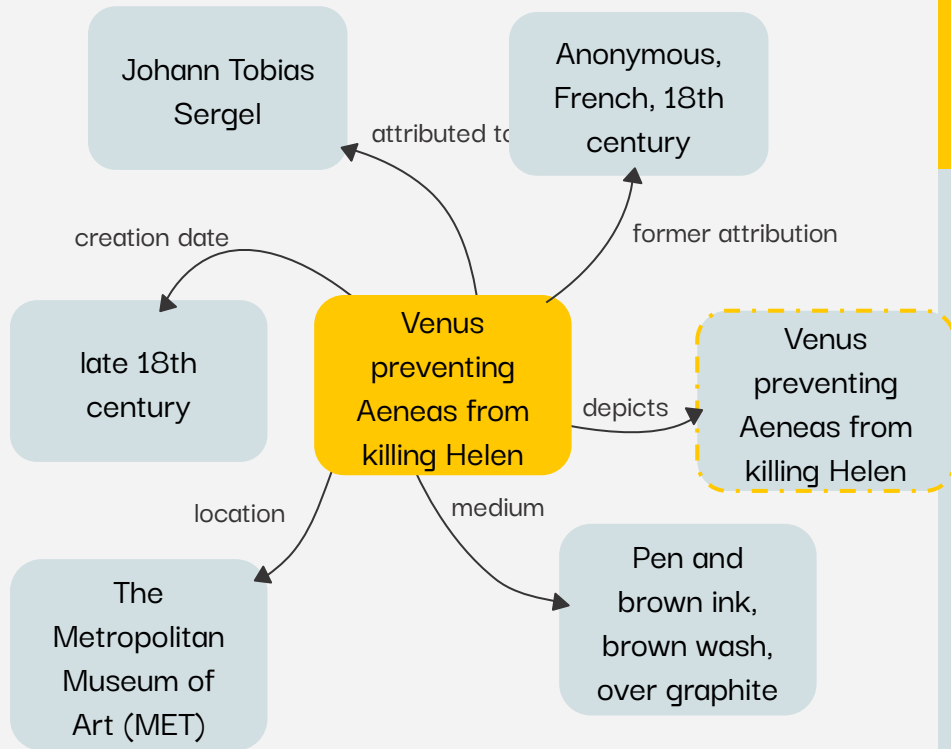 Johann Tobias
Sergel
Anonymous,
French, 18th
century
attributed to
creation date
former attribution
late 18th
century
Venus
preventing
Aeneas from
killing Helen
depicts
Venus
preventing
Aeneas from
killing Helen
location
medium
The
Metropolitan
Museum of
Art (MET)
Pen and
brown ink,
brown wash,
over graphite